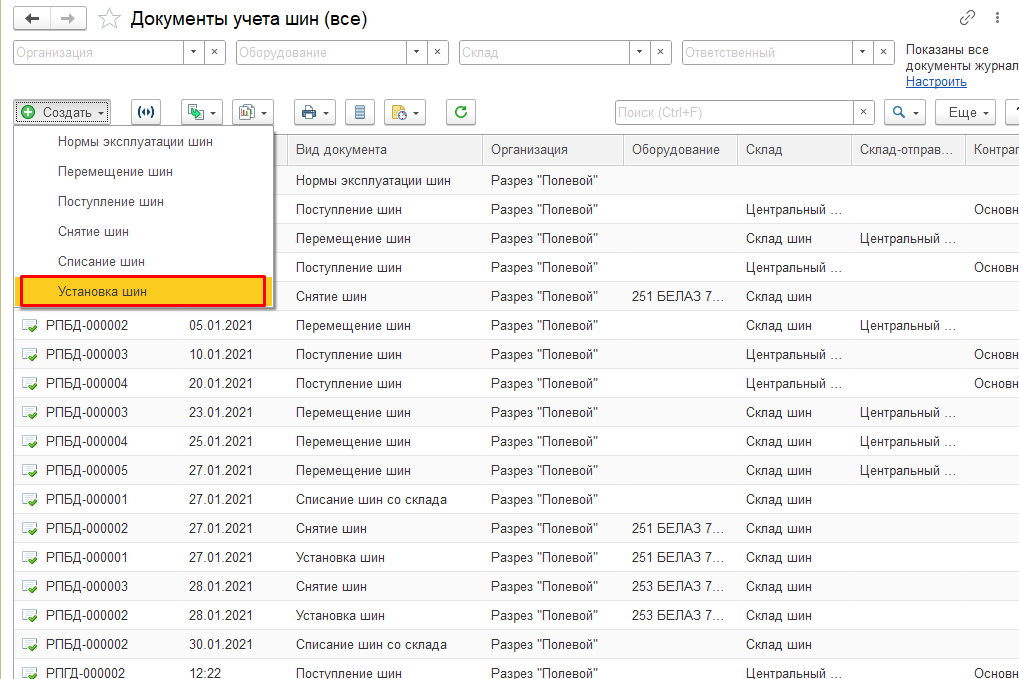 Документы учета шин (все)
Организация
Оборудование
Склад
Ответственный
Показаны все
документы журнал
Настроить
Создать
Поиск (Ctrl+F)
Еще
Нормы эксплуатации шин
Перемещение шин
Поступление шин
Снятие шин
Списание шин
Установка шин
Вид документа Организация Оборудование Склад Склад-отправ... Контраг
Нормы эксплуатации шин Разрез "Полевой"
Поступление шин Разрез "Полевой" Центральный ... Основн
Перемещение шин Разрез "Полевой" Склад шин Центральный ...
Поступление шин Разрез "Полевой" Центральный ... Основн
Снятие шин Разрез "Полевой" 251 БЕЛАЗ 7... Склад шин
РПБД-000002 05.01.2021 Перемещение шин Разрез "Полевой" Склад шин Центральный ...
РПБД-000003 10.01.2021 Поступление шин Разрез "Полевой" Центральный ... Основн
РПБД-000004 20.01.2021 Поступление шин Разрез "Полевой" Центральный ... Основн
РПБД-000003 23.01.2021 Перемещение шин Разрез "Полевой" Склад шин Центральный ...
РПБД-000004 25.01.2021 Перемещение шин Разрез "Полевой" Склад шин Центральный ...
РПБД-000005 27.01.2021 Перемещение шин Разрез "Полевой" Склад шин Центральный ...
РПБД-000001 27.01.2021 Списание шин со склада Разрез "Полевой" Склад шин
РПБД-000002 27.01.2021 Снятие шин Разрез "Полевой" 251 БЕЛАЗ 7... Склад шин
РПБД-000001 27.01.2021 Установка шин Разрез "Полевой" 251 БЕЛАЗ 7... Склад шин
РПБД-000003 28.01.2021 Снятие шин Разрез "Полевой" 253 БЕЛАЗ 7... Склад шин
РПБД-000002 28.01.2021 Установка шин Разрез "Полевой" 253 БЕЛАЗ 7... Склад шин
РПБД-000002 30.01.2021 Списание шин со склада Разрез "Полевой" Склад шин
РПГД-000002 12:22 Поступление шин Разрез "Полевой" Центральный ... Основн